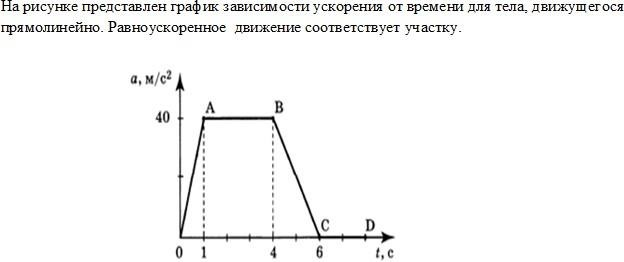 На рисунке представлен график зависимости ускорения от времени для тела, движущегося
прямолинейно. Равноускоренное движение соответствует участку.
a, м/с²
A B
40
C D
0 1 4 6 t, с